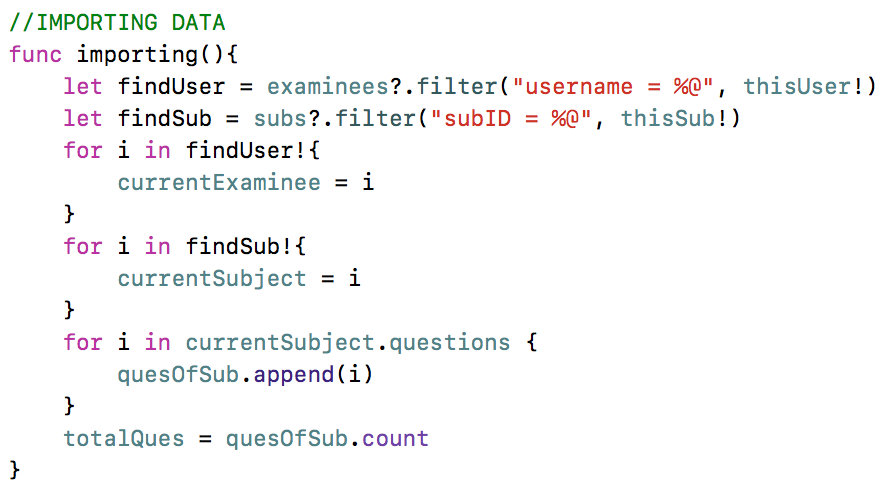 //IMPORTING DATA
func importing(){
    let findUser = examinees?.filter("username = %@", thisUser!)
    let findSub = subs?.filter("subID = %@", thisSub!)
    for i in findUser!{
        currentExaminee = i
    }
    for i in findSub!{
        currentSubject = i
    }
    for i in currentSubject.questions {
        quesOfSub.append(i)
    }
    totalQues = quesOfSub.count
}